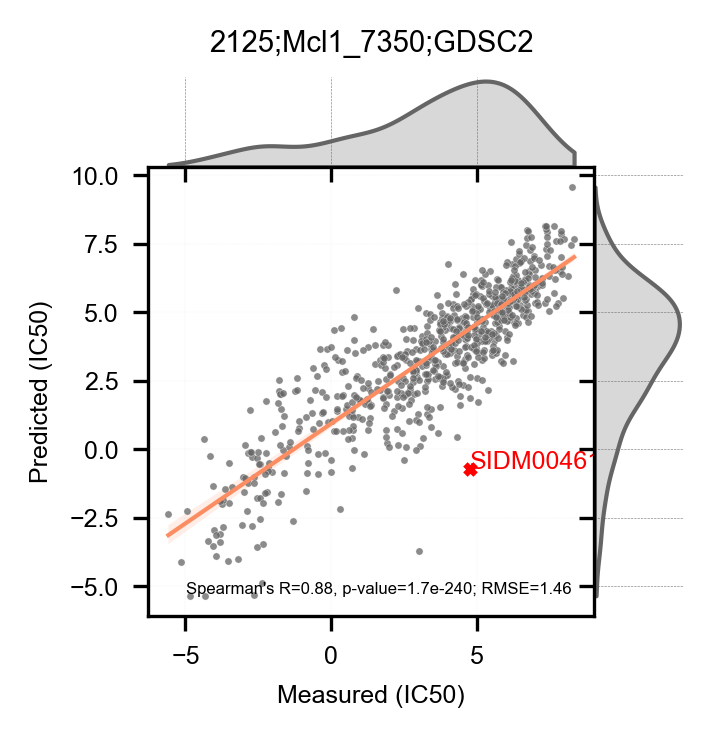 2125;Mcl1_7350;GDSC2
10.0
7.5
5.0
2.5
0.0
−2.5
−5.0
Predicted (IC50)
SIDM00461
Spearman's R=0.88, p-value=1.7e-240; RMSE=1.46
−5
0
5
Measured (IC50)